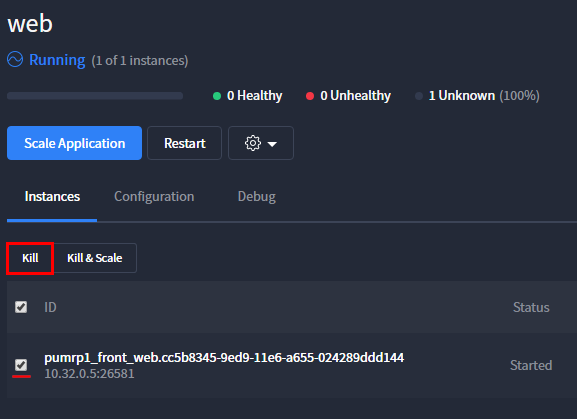 web
Running (1 of 1 instances)
0 Healthy 0 Unhealthy 1 Unknown (100%)
Scale Application Restart
Instances Configuration Debug
Kill Kill & Scale
ID Status
pumrp1_front_web.cc5b8345-9ed9-11e6-a655-024289ddd144 Started
10.32.0.5:26581